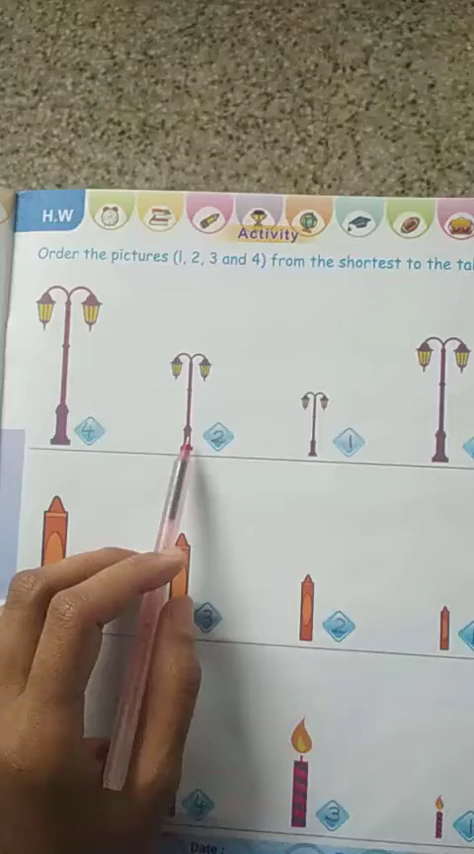 H.W
Activity
Order the pictures (1, 2, 3 and 4) from the shortest to the
4 2 1
3 2
4 3 1
Date :